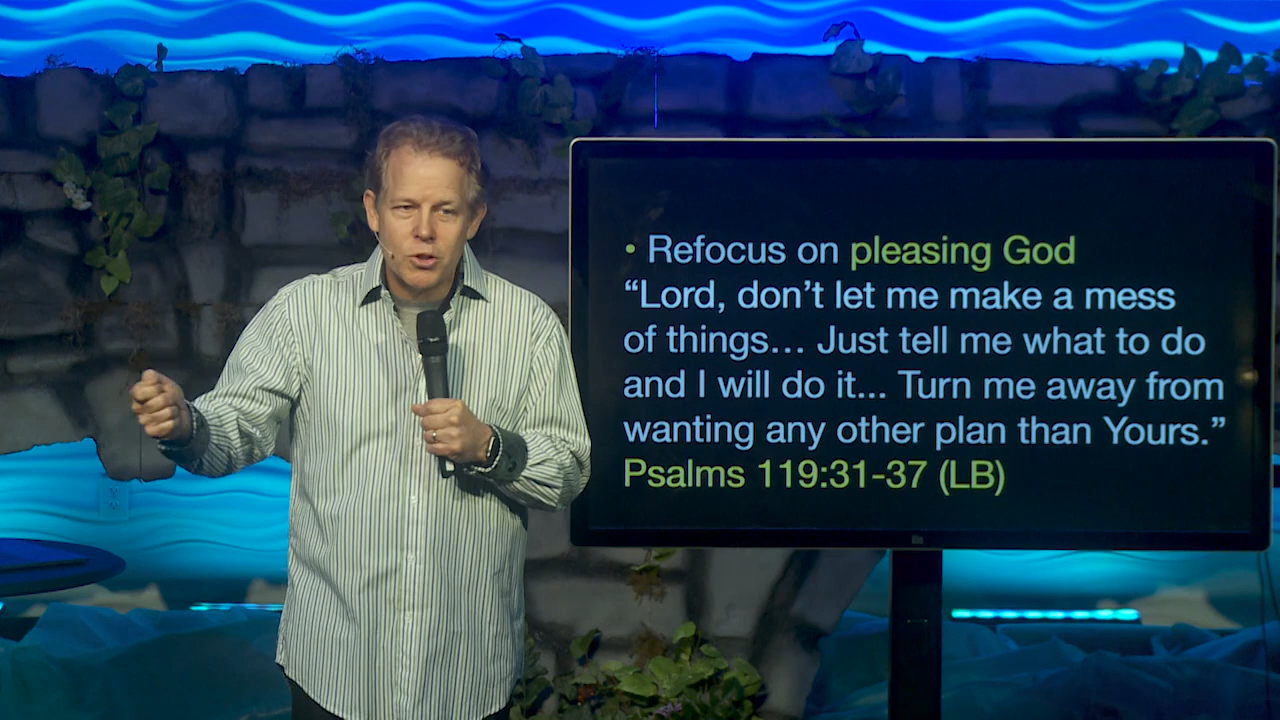 • Refocus on pleasing God
“Lord, don’t let me make a mess
of things... Just tell me what to do
and I will do it... Turn me away from
wanting any other plan than Yours.”
Psalms 119:31-37 (LB)